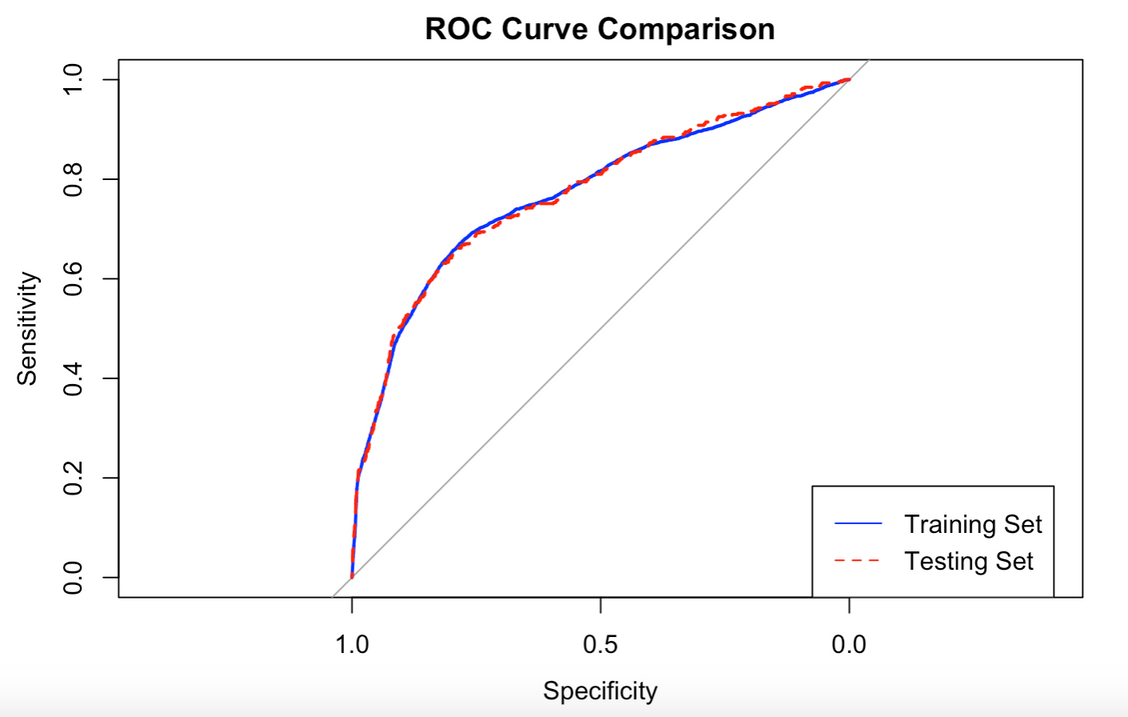 ROC Curve Comparison
Sensitivity
1.0
0.8
0.6
0.4
0.2
0.0
Training Set
Testing Set
1.0 0.5 0.0
Specificity